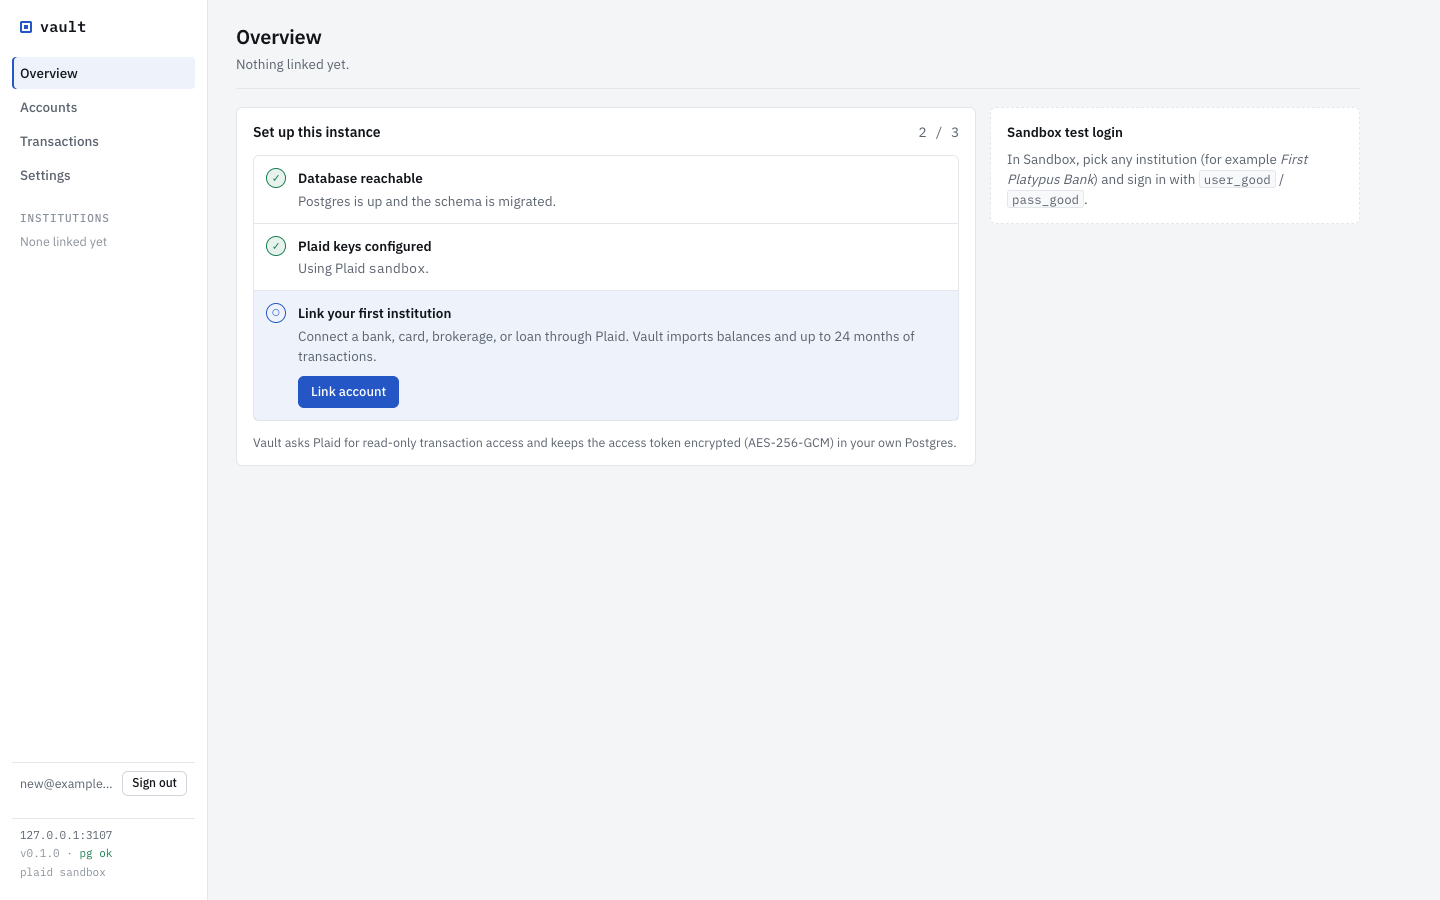 vault
Overview
Accounts
Transactions
Settings
INSTITUTIONS
None linked yet
new@example…
Sign out
127.0.0.1:3107
v0.1.0 · pg ok
plaid sandbox
Overview
Nothing linked yet.
Set up this instance
2 / 3
✓
Database reachable
Postgres is up and the schema is migrated.
✓
Plaid keys configured
Using Plaid sandbox.
Link your first institution
Connect a bank, card, brokerage, or loan through Plaid. Vault imports balances and up to 24 months of
transactions.
Link account
Vault asks Plaid for read-only transaction access and keeps the access token encrypted (AES-256-GCM) in your own Postgres.
Sandbox test login
In Sandbox, pick any institution (for example First
Platypus Bank) and sign in with user_good /
pass_good.